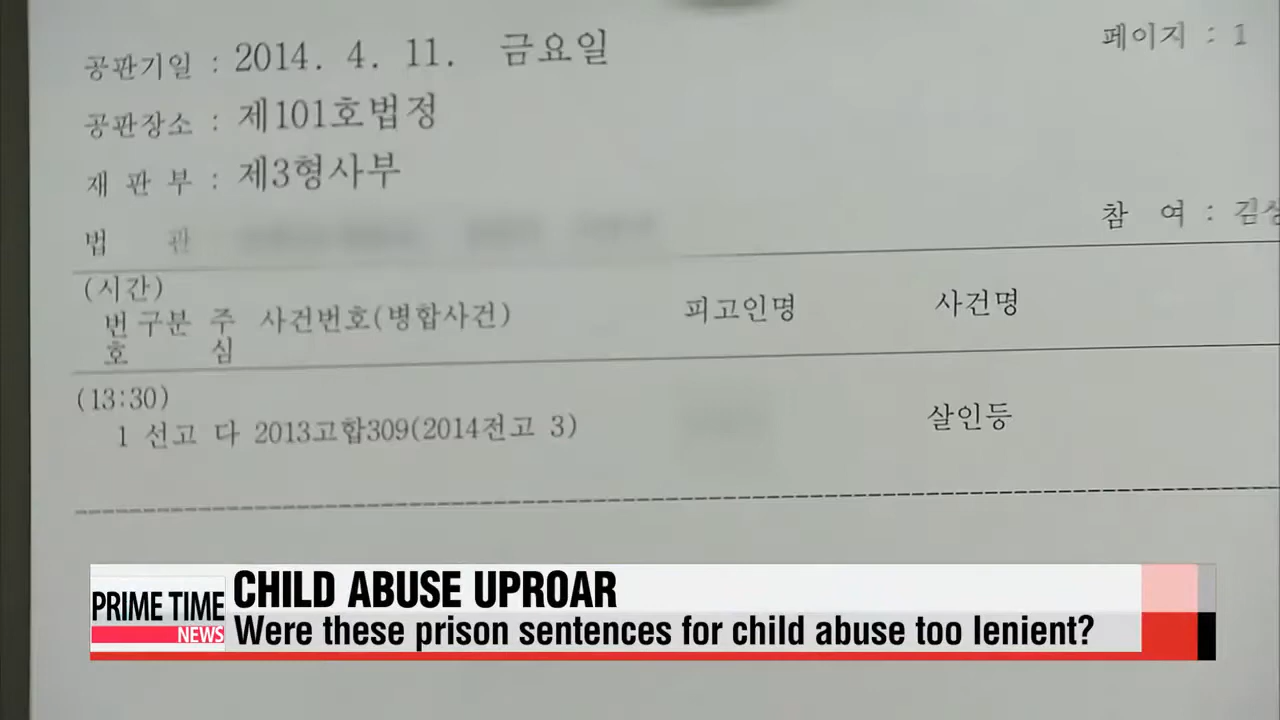 공판기일 : 2014. 4. 11. 금요일
페이지 : 1
공판장소 : 제101호법정
재 판 부 : 제3형사부
법 관
참 여 : 김상
(시간)
번호 구분 주심 사건번호(병합사건) 피고인명 사건명
(13:30)
1 선고 다 2013고합309(2014전고 3) 살인등
PRIME TIME
NEWS
CHILD ABUSE UPROAR
Were these prison sentences for child abuse too lenient?